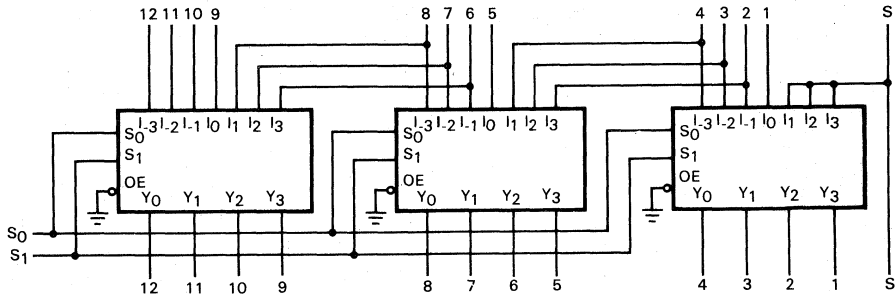 12 11 10 9 8 7 6 5 4 3 2 1 S
I-3 I-2 I-1 I0 I1 I2 I3 I-3 I-2 I-1 I0 I1 I2 I3 I-3 I-2 I-1 I0 I1 I2 I3
S0 S0 S0
S1 S1 S1
OE OE OE
Y0 Y1 Y2 Y3 Y0 Y1 Y2 Y3 Y0 Y1 Y2 Y3
S0
S1
12 11 10 9 8 7 6 5 4 3 2 1 S